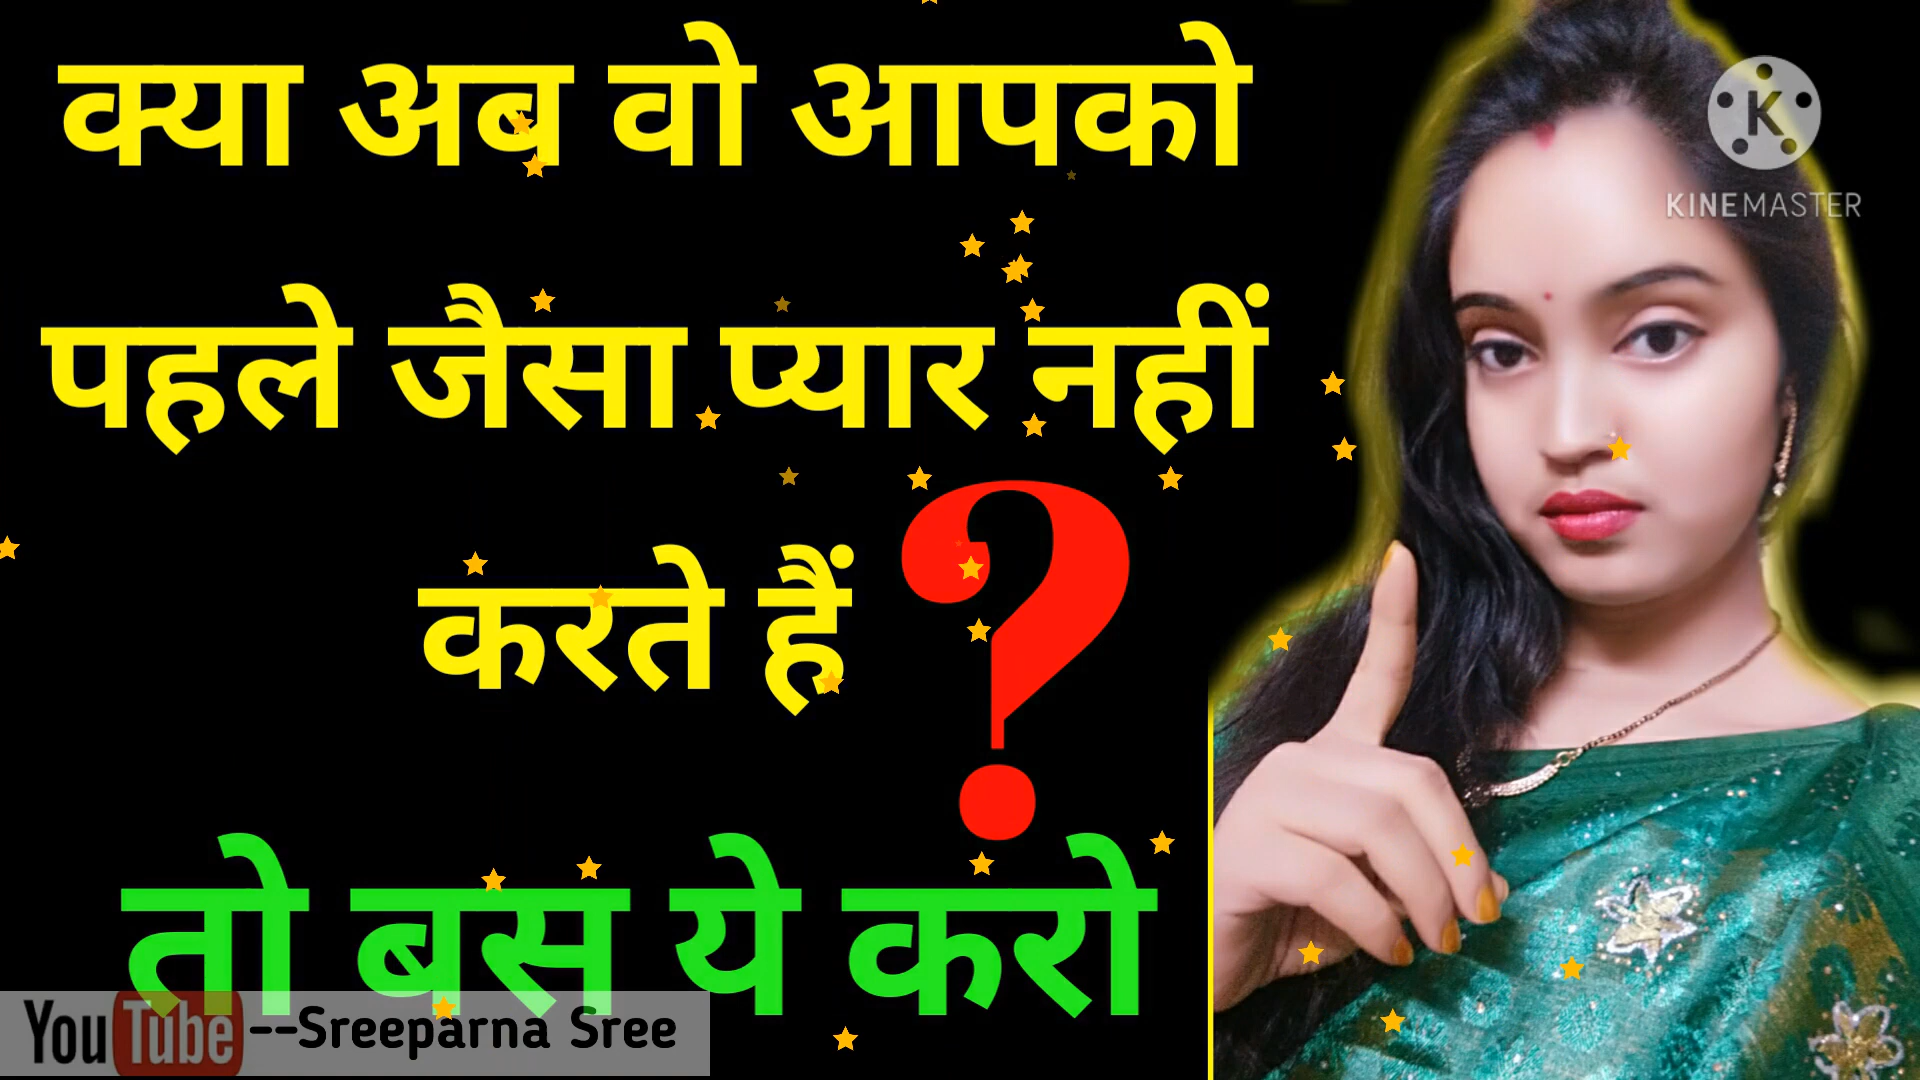 क्या अब वो आपको
पहले जैसा प्यार नहीं
करते हैं ?
तो बस ये करो
YouTube --Sreeparna Sree
K
KINEMASTER